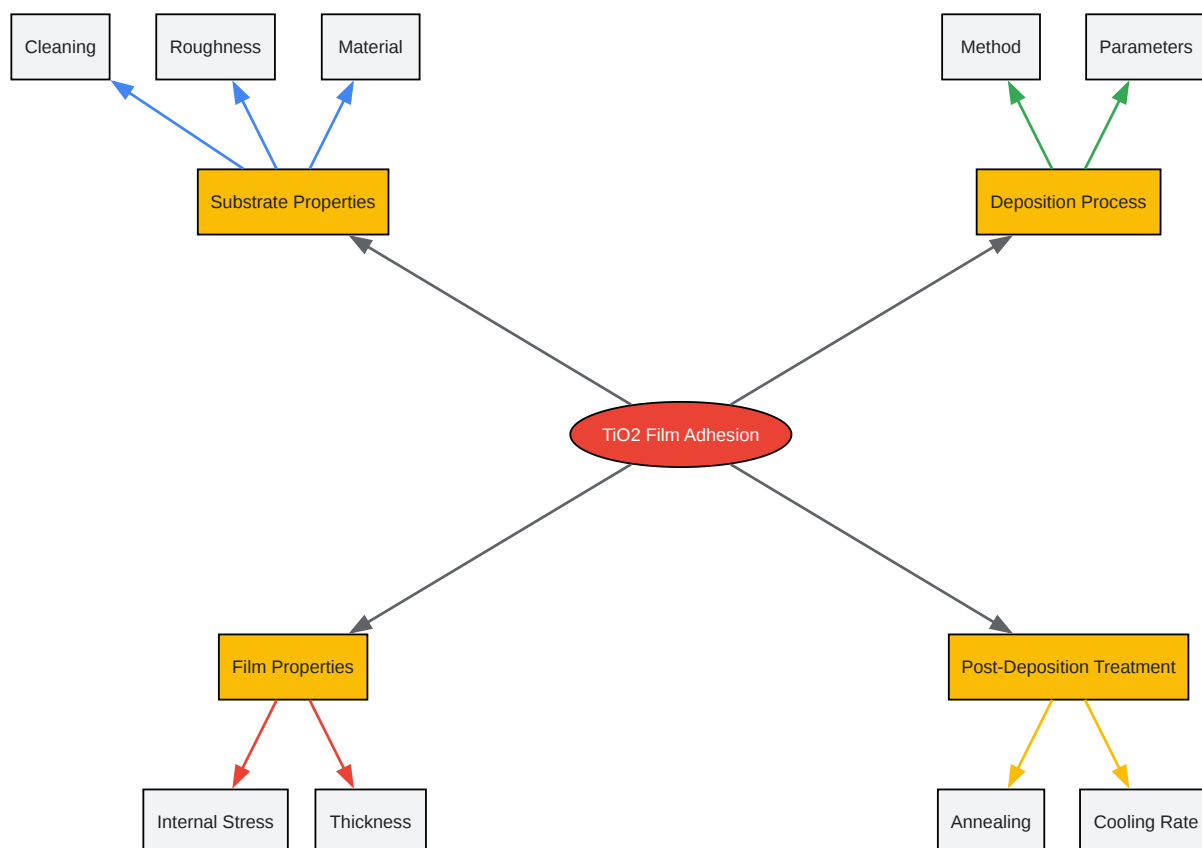 Cleaning
Roughness
Material
Method
Parameters
Substrate Properties
Deposition Process
TiO2 Film Adhesion
Film Properties
Post-Deposition Treatment
Internal Stress
Thickness
Annealing
Cooling Rate